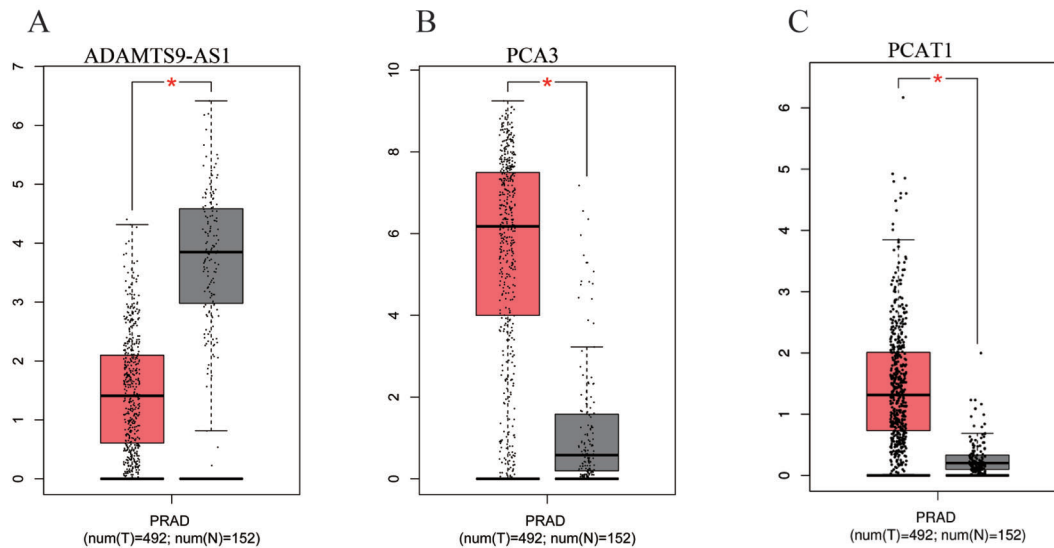 A
ADAMTS9-AS1
7
6
5
4
3
2
1
0
*
PRAD
(num(T)=492; num(N)=152)
B
PCA3
10
8
6
4
2
0
*
PRAD
(num(T)=492; num(N)=152)
C
PCAT1
6
5
4
3
2
1
0
*
PRAD
(num(T)=492; num(N)=152)